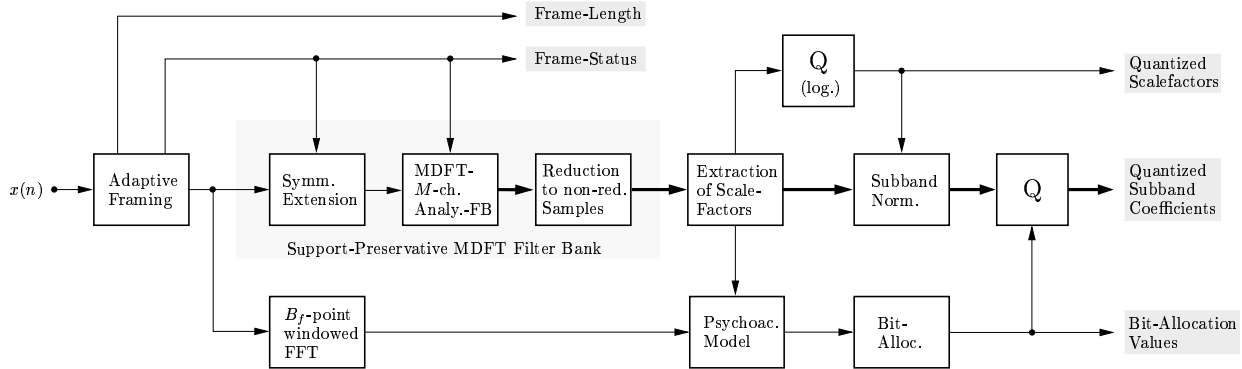 Frame-Length
Frame-Status
Q
(log.)
Quantized
Scalefactors
x(n)
Adaptive
Framing
Symm.
Extension
MDFT-
M-ch.
Analy.-FB
Reduction
to non-red.
Samples
Extraction
of Scale-
Factors
Subband
Norm.
Q
Quantized
Subband
Coefficients
Support-Preservative MDFT Filter Bank
B_f-point
windowed
FFT
Psychoac.
Model
Bit-
Alloc.
Bit-Allocation
Values